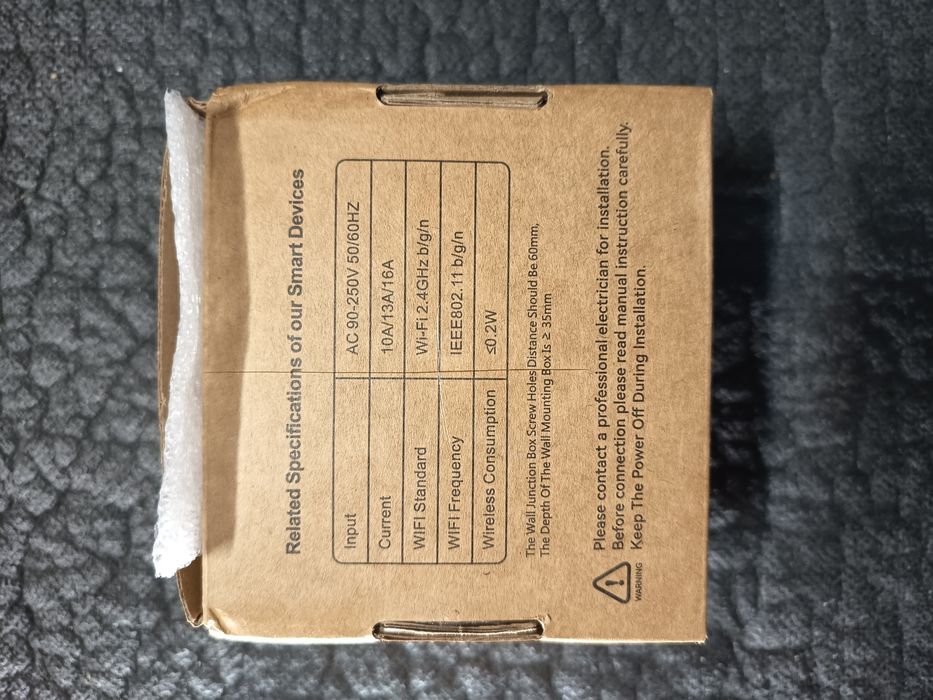 Related Specifications of our Smart Devices
Input AC 90-250V 50/60HZ
Current 10A/13A/16A
WIFI Standard Wi-Fi 2.4GHz b/g/n
WIFI Frequency IEEE802.11 b/g/n
Wireless Consumption ≤0.2W
The Wall Junction Box Screw Holes Distance Should Be 60mm,
The Depth Of The Wall Mounting Box Is ≥ 35mm
Please contact a professional electrician for installation.
Before connection please read manual instruction carefully.
Keep The Power Off During Installation.
WARNING